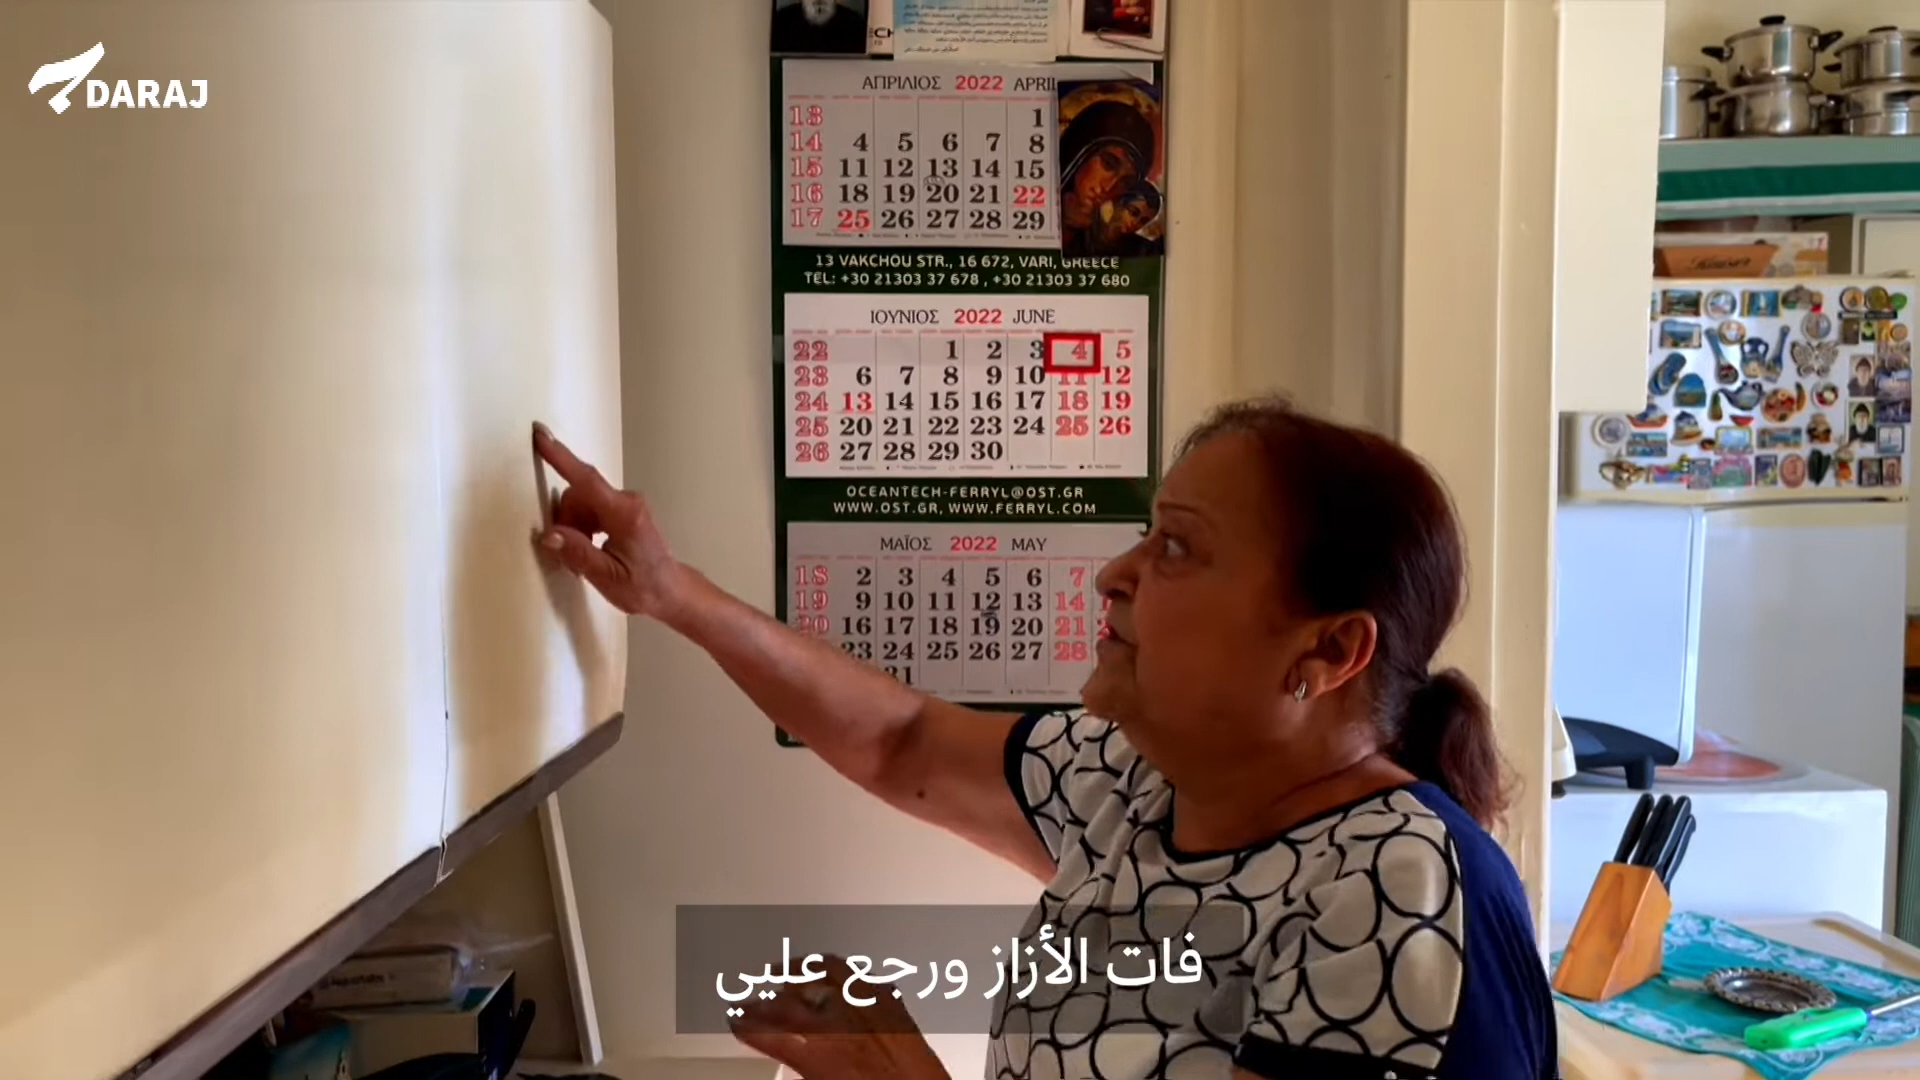 DARAJ
ΑΠΡΙΛΙΟΣ 2022 APRIL
13 1
14 4 5 6 7 8
15 11 12 13 14 15
16 18 19 20 21 22
17 25 26 27 28 29
13 VAKCHOU STR., 16 672, VARI, GREECE
TEL: +30 21303 37 678 , +30 21303 37 680
ΙΟΥΝΙΟΣ 2022 JUNE
22 1 2 3 4 5
23 6 7 8 9 10 11 12
24 13 14 15 16 17 18 19
25 20 21 22 23 24 25 26
26 27 28 29 30
OCEANTECH-FERRYL@OST.GR
WWW.OST.GR, WWW.FERRYL.COM
ΜΑΪΟΣ 2022 MAY
18 2 3 4 5 6 7
19 9 10 11 12 13 14
20 16 17 18 19 20 21
23 24 25 26 27 28
31
فات الأزاز ورجع عليي